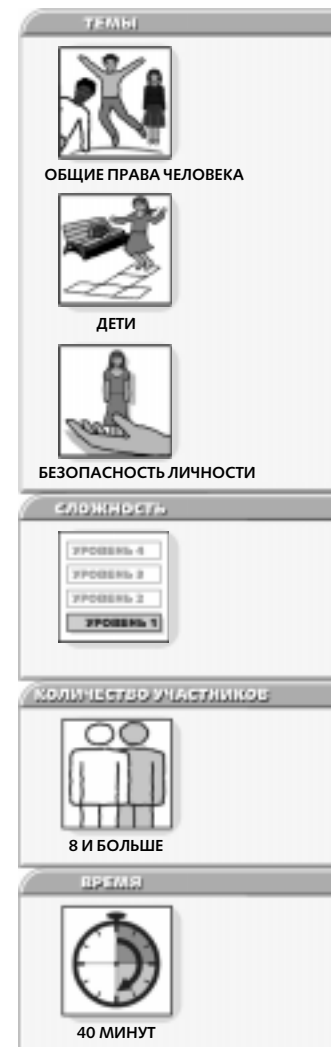 ТЕМЫ
ОБЩИЕ ПРАВА ЧЕЛОВЕКА
ДЕТИ
БЕЗОПАСНОСТЬ ЛИЧНОСТИ
СЛОЖНОСТЬ
УРОВЕНЬ 4
УРОВЕНЬ 3
УРОВЕНЬ 2
УРОВЕНЬ 1
КОЛИЧЕСТВО УЧАСТНИКОВ
8 И БОЛЬШЕ
ВРЕМЯ
40 МИНУТ